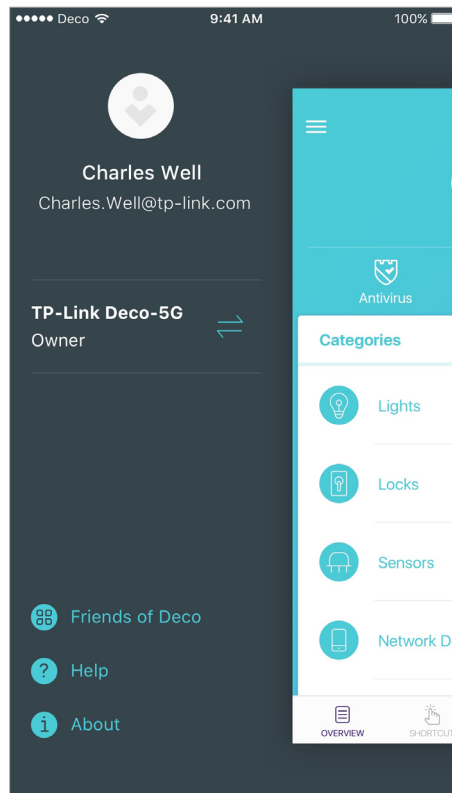 Deco 9:41 AM 100%
Charles Well
Charles.Well@tp-link.com
TP-Link Deco-5G
Owner
Friends of Deco
Help
About
Antivirus
Categories
Lights
Locks
Sensors
Network D
OVERVIEW SHORTCUT